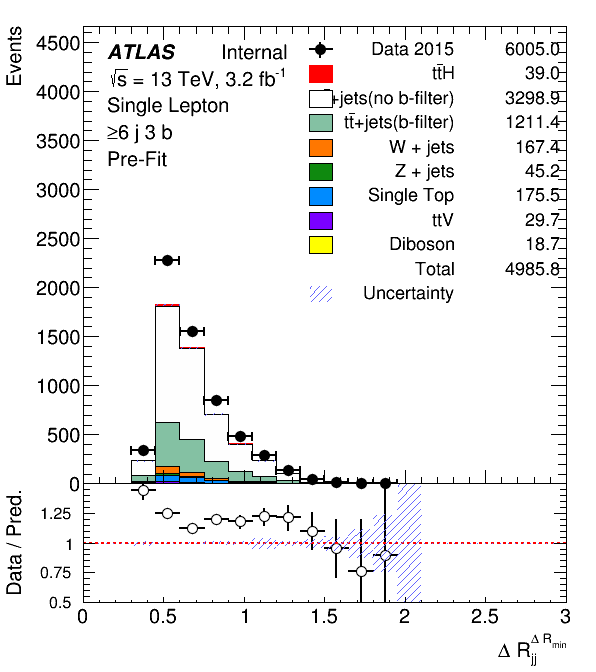 Events
4500
4000
3500
3000
2500
2000
1500
1000
500
0
ATLAS Internal
√s = 13 TeV, 3.2 fb⁻¹
Single Lepton
≥6 j 3 b
Pre-Fit
Data 2015 6005.0
tt̄H 39.0
t̄+jets(no b-filter) 3298.9
tt̄+jets(b-filter) 1211.4
W + jets 167.4
Z + jets 45.2
Single Top 175.5
ttV 29.7
Diboson 18.7
Total 4985.8
Uncertainty
Data / Pred.
1.25
1
0.75
0.5
0 0.5 1 1.5 2 2.5 3
Δ R_jj^Δ R_min